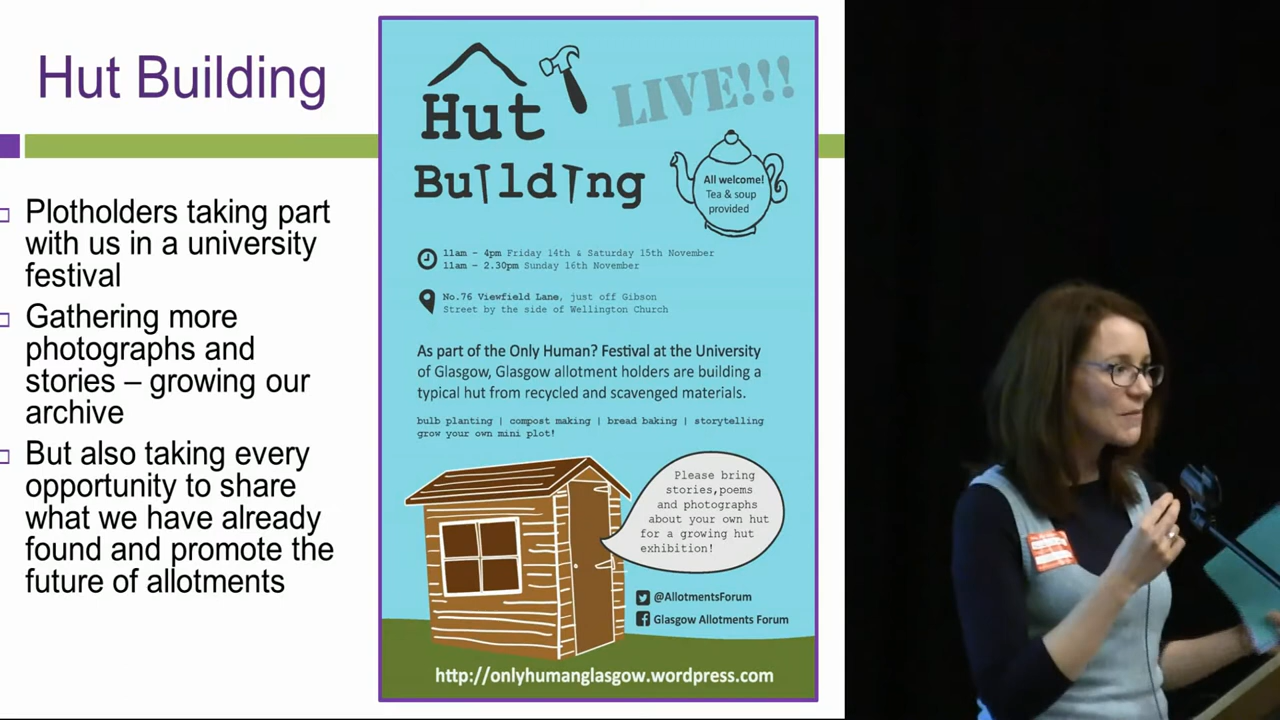 Hut Building
Plotholders taking part
with us in a university
festival
Gathering more
photographs and
stories – growing our
archive
But also taking every
opportunity to share
what we have already
found and promote the
future of allotments
Hut
Building
LIVE!!!
All welcome!
Tea & soup
provided
11am - 4pm Friday 14th & Saturday 15th November
11am - 2.30pm Sunday 16th November
No.76 Viewfield Lane, just off Gibson
Street by the side of Wellington Church
As part of the Only Human? Festival at the University
of Glasgow, Glasgow allotment holders are building a
typical hut from recycled and scavenged materials.
bulb planting | compost making | bread baking | storytelling
grow your own mini plot!
Please bring
stories,poems
and photographs
about your own hut
for a growing hut
exhibition!
@AllotmentsForum
Glasgow Allotments Forum
http://onlyhumanglasgow.wordpress.com